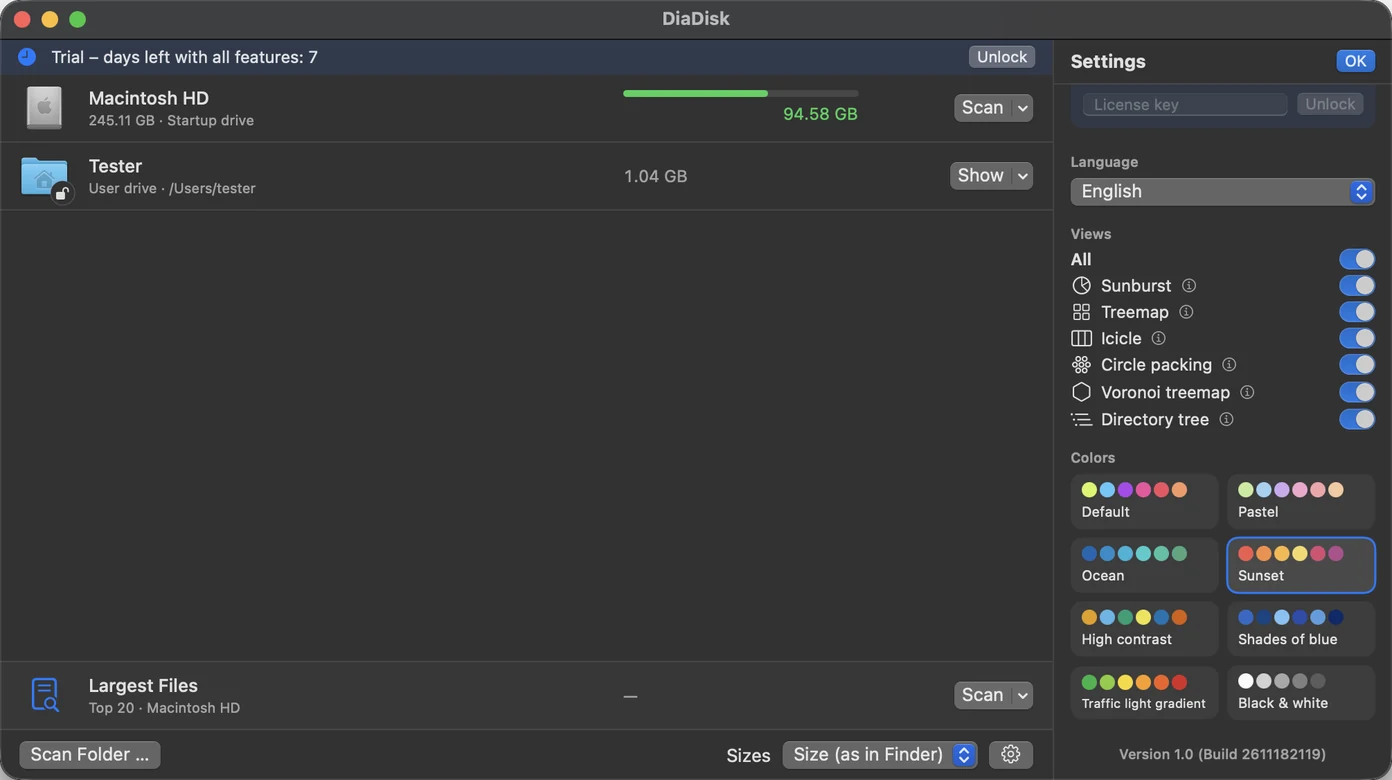 DiaDisk
Trial – days left with all features: 7
Unlock
Macintosh HD
245.11 GB · Startup drive
94.58 GB
Scan
Tester
User drive · /Users/tester
1.04 GB
Show
Largest Files
Top 20 · Macintosh HD
—
Scan
Scan Folder ...
Sizes
Size (as in Finder)
Settings
OK
License key
Unlock
Language
English
Views
All
Sunburst
Treemap
Icicle
Circle packing
Voronoi treemap
Directory tree
Colors
Default
Pastel
Ocean
Sunset
High contrast
Shades of blue
Traffic light gradient
Black & white
Version 1.0 (Build 2611182119)